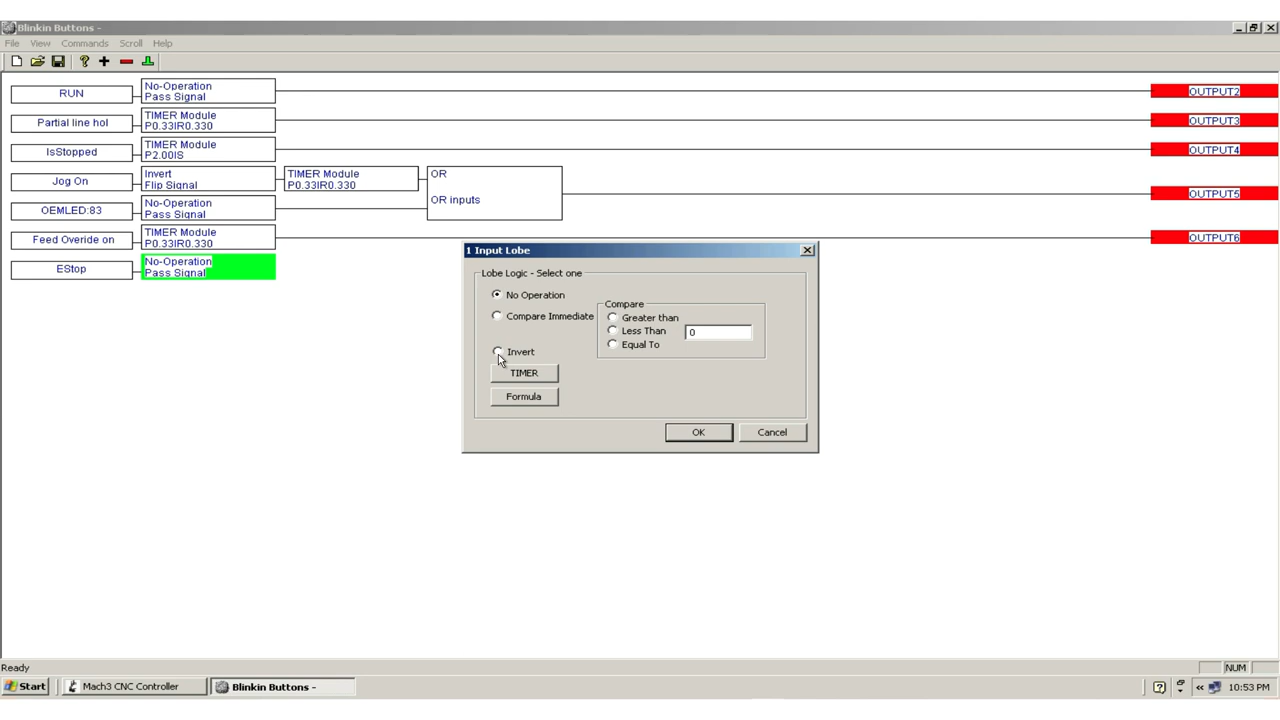 Blinkin Buttons -
File View Commands Scroll Help
RUN
No-Operation
Pass Signal
OUTPUT2
Partial line hol
TIMER Module
P0.33IR0.330
OUTPUT3
IsStopped
TIMER Module
P2.00IS
OUTPUT4
Jog On
Invert
Flip Signal
TIMER Module
P0.33IR0.330
OR
OR inputs
OUTPUT5
OEMLED:83
No-Operation
Pass Signal
Feed Overide on
TIMER Module
P0.33IR0.330
OUTPUT6
EStop
No-Operation
Pass Signal
1 Input Lobe
Lobe Logic - Select one
No Operation
Compare Immediate
Invert
TIMER
Formula
Compare
Greater than
Less Than
0
Equal To
OK
Cancel
Ready
NUM
Start
Mach3 CNC Controller
Blinkin Buttons -
10:53 PM